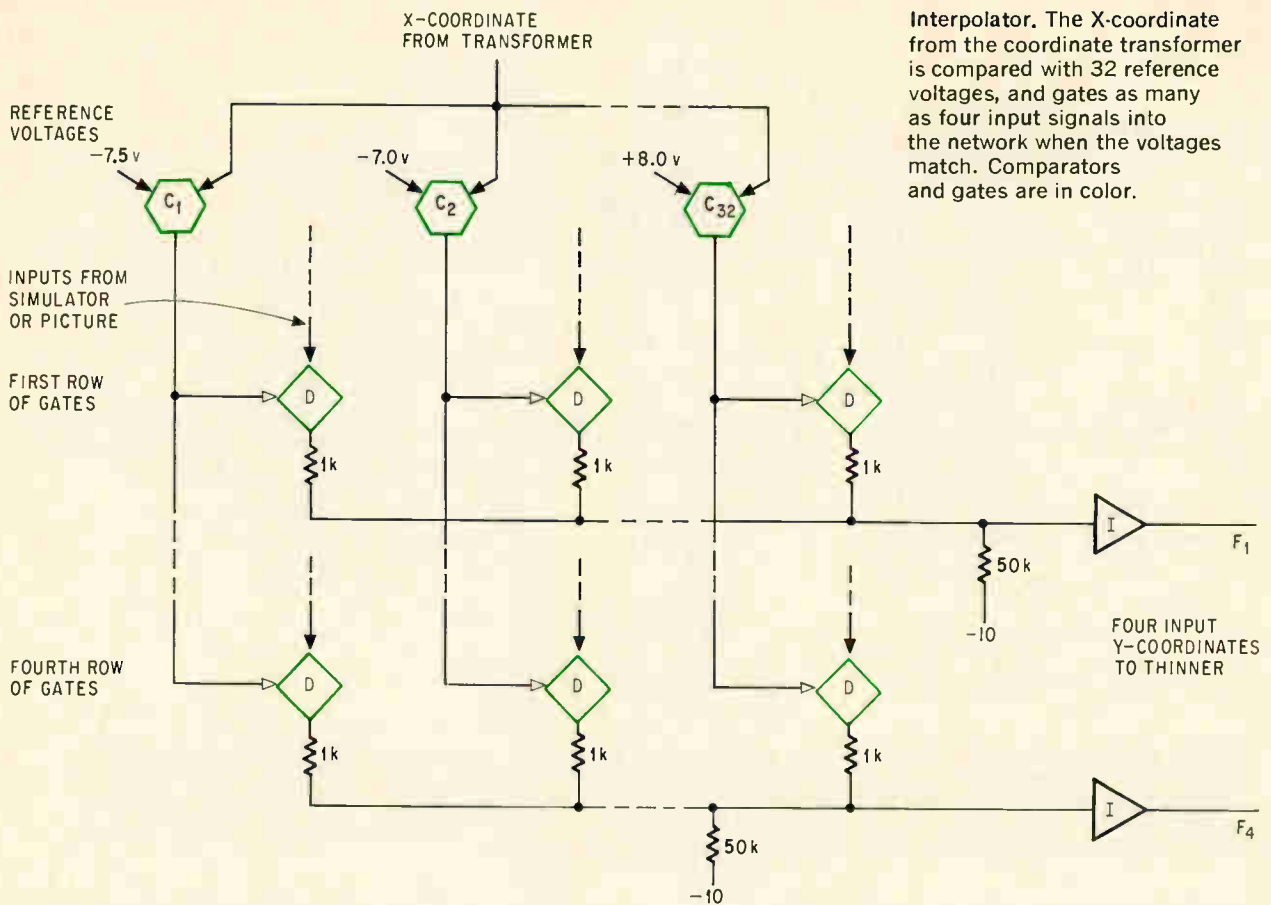 X-COORDINATE
FROM TRANSFORMER
Interpolator. The X-coordinate
from the coordinate transformer
is compared with 32 reference
voltages, and gates as many
as four input signals into
the network when the voltages
match. Comparators
and gates are in color.
REFERENCE
VOLTAGES
-7.5 v
-7.0 v
+8.0 v
C1
C2
C32
INPUTS FROM
SIMULATOR
OR PICTURE
FIRST ROW
OF GATES
D
D
D
1k
1k
1k
I
F1
50k
-10
FOUR INPUT
Y-COORDINATES
TO THINNER
FOURTH ROW
OF GATES
D
D
D
1k
1k
1k
I
F4
50k
-10